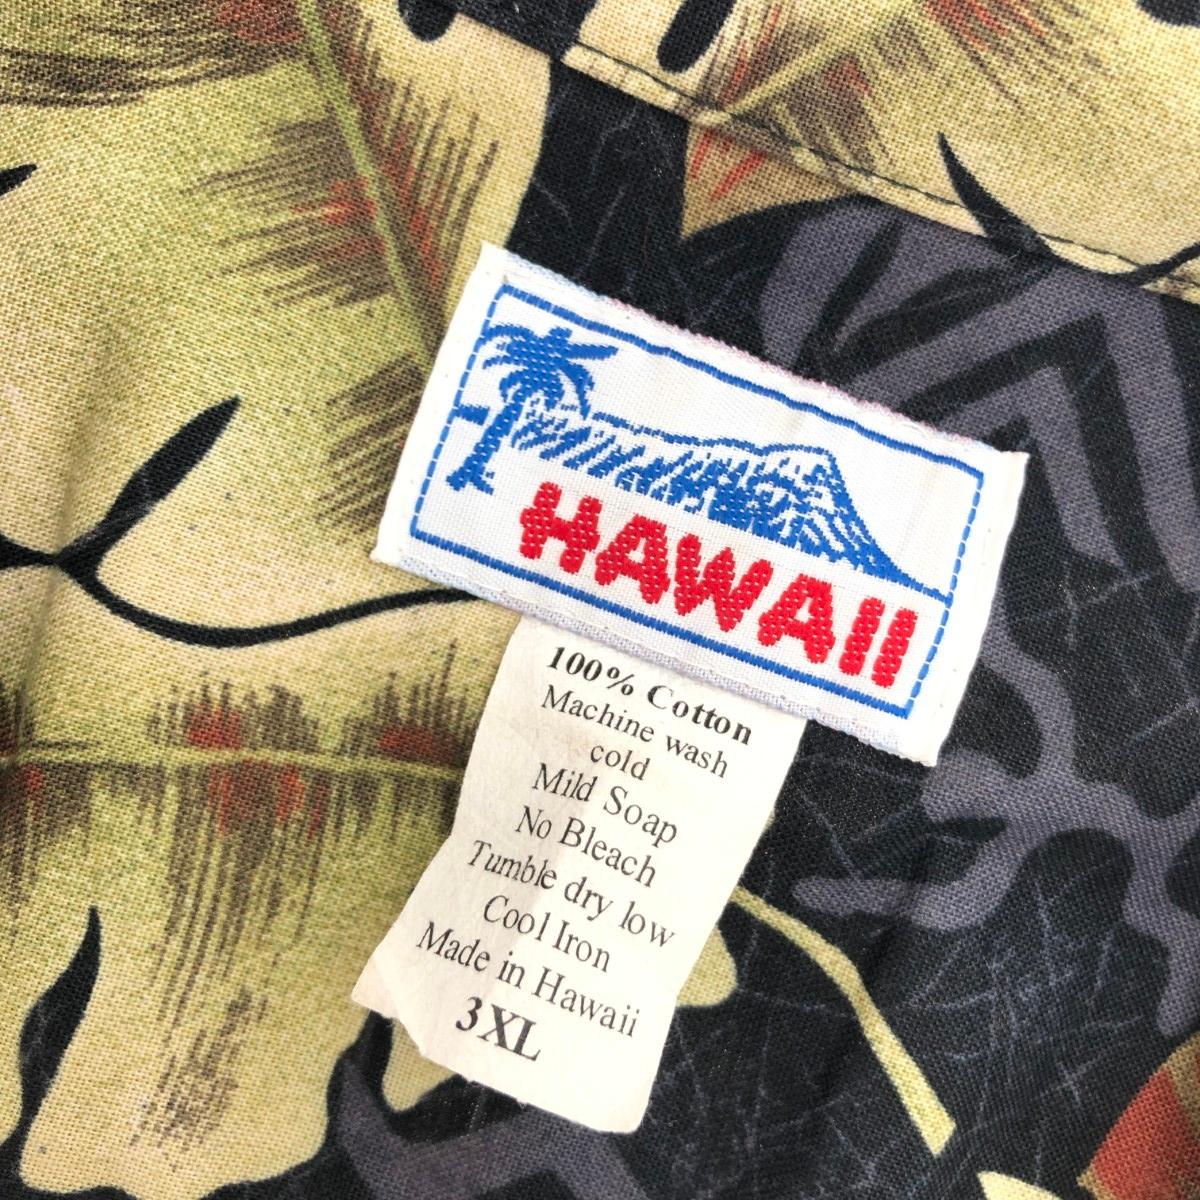 HAWAII
100% Cotton
Machine wash
cold
Mild Soap
No Bleach
Tumble dry low
Cool Iron
Made in Hawaii
3XL